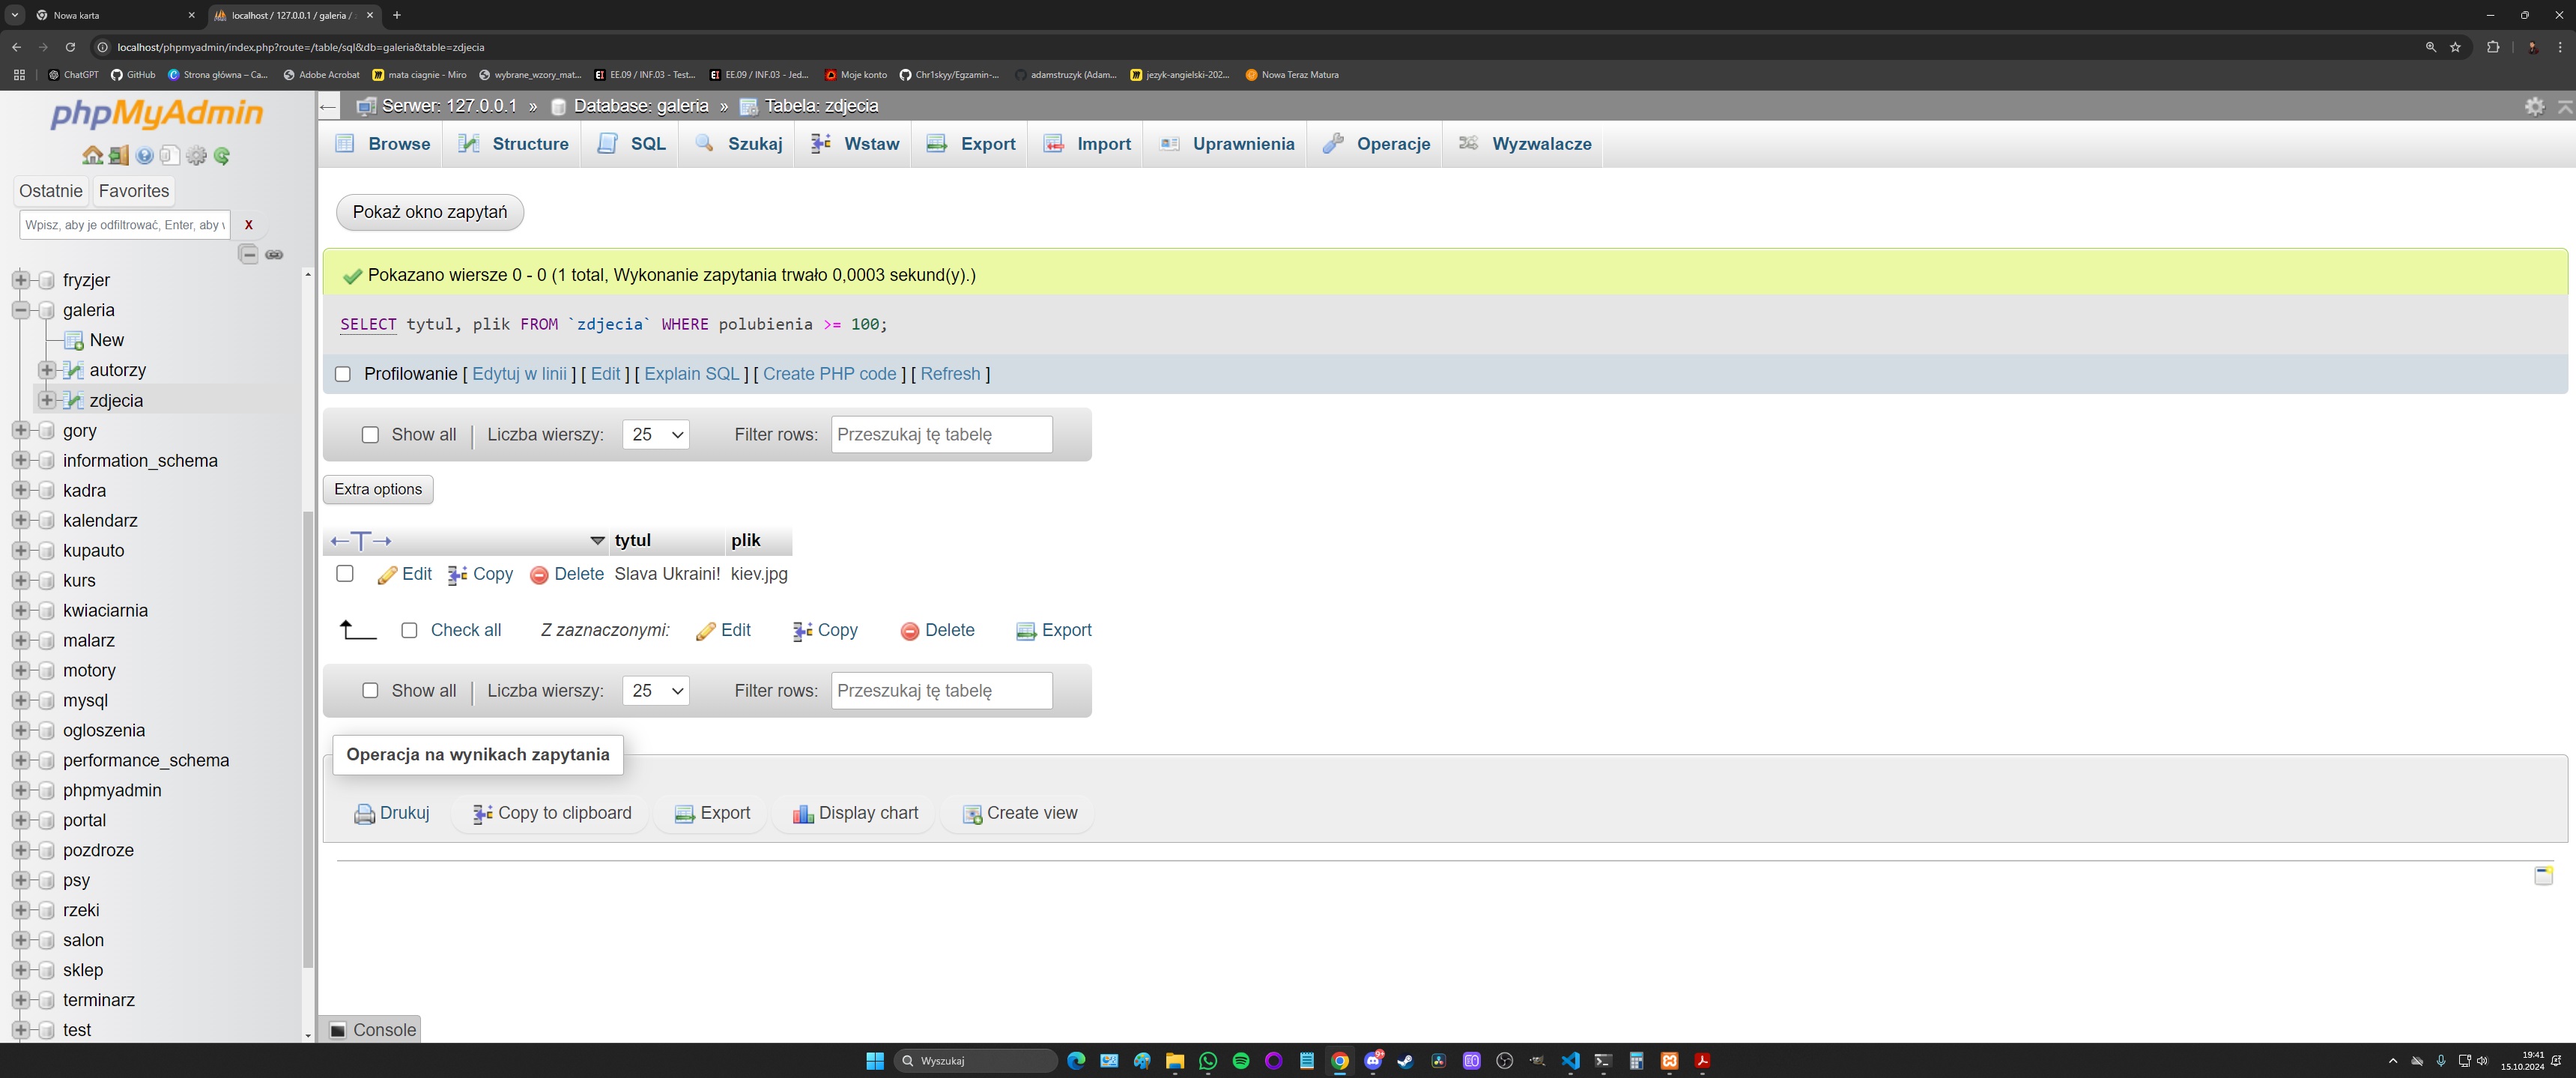 Nowa karta
localhost / 127.0.0.1 / galeria /
localhost/phpmyadmin/index.php?route=/table/sql&db=galeria&table=zdjecia
ChatGPT GitHub Strona główna – Ca... Adobe Acrobat mata ciagnie - Miro wybrane_wzory_mat... EE.09 / INF.03 - Test... EE.09 / INF.03 - Jed... Moje konto Chr1skyy/Egzamin-... adamstruzyk (Adam... jezyk-angielski-202... Nowa Teraz Matura
phpMyAdmin
Ostatnie Favorites
Wpisz, aby je odfiltrować, Enter, aby
X
fryzjer
galeria
New
autorzy
zdjecia
gory
information_schema
kadra
kalendarz
kupauto
kurs
kwiaciarnia
malarz
motory
mysql
ogloszenia
performance_schema
phpmyadmin
portal
pozdroze
psy
rzeki
salon
sklep
terminarz
test
Serwer: 127.0.0.1 » Database: galeria » Tabela: zdjecia
Browse Structure SQL Szukaj Wstaw Export Import Uprawnienia Operacje Wyzwalacze
Pokaż okno zapytań
Pokazano wiersze 0 - 0 (1 total, Wykonanie zapytania trwało 0,0003 sekund(y).)
SELECT tytul, plik FROM `zdjecia` WHERE polubienia >= 100;
Profilowanie [ Edytuj w linii ] [ Edit ] [ Explain SQL ] [ Create PHP code ] [ Refresh ]
Show all | Liczba wierszy: 25 Filter rows: Przeszukaj tę tabelę
Extra options
←T→ tytul plik
Edit Copy Delete Slava Ukraini! kiev.jpg
Check all Z zaznaczonymi: Edit Copy Delete Export
Show all | Liczba wierszy: 25 Filter rows: Przeszukaj tę tabelę
Operacja na wynikach zapytania
Drukuj Copy to clipboard Export Display chart Create view
Console
Wyszukaj
19:41
15.10.2024